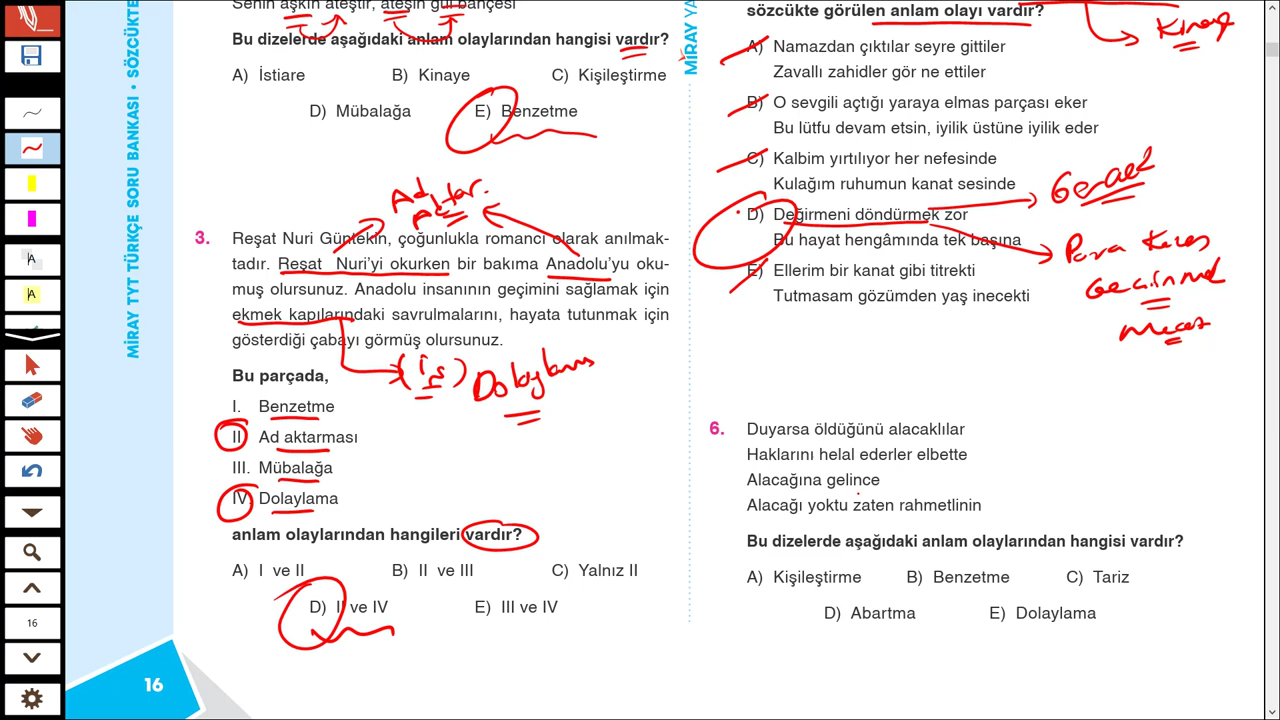 MİRAY TYT TÜRKÇE SORU BANKASI • SÖZCÜKTE
Senin aşkın ateştir, ateşin gül bahçesi
Bu dizelerde aşağıdaki anlam olaylarından hangisi vardır?
A) İstiare
B) Kinaye
C) Kişileştirme
D) Mübalağa
E) Benzetme
Ad
Aktar.
3. Reşat Nuri Güntekin, çoğunlukla romancı olarak anılmak-
tadır. Reşat Nuri'yi okurken bir bakıma Anadolu'yu oku-
muş olursunuz. Anadolu insanının geçimini sağlamak için
ekmek kapılarındaki savrulmalarını, hayata tutunmak için
gösterdiği çabayı görmüş olursunuz.
(İş) Dolaylama
Bu parçada,
I. Benzetme
II. Ad aktarması
III. Mübalağa
IV. Dolaylama
anlam olaylarından hangileri vardır?
A) I ve II
B) II ve III
C) Yalnız II
D) II ve IV
E) III ve IV
16
16
MİRAY YA
sözcükte görülen anlam olayı vardır?
Kinaye
A) Namazdan çıktılar seyre gittiler
Zavallı zahidler gör ne ettiler
B) O sevgili açtığı yaraya elmas parçası eker
Bu lütfu devam etsin, iyilik üstüne iyilik eder
C) Kalbim yırtılıyor her nefesinde
Kulağım ruhumun kanat sesinde
D) Değirmeni döndürmek zor
Bu hayat hengâmında tek başına
E) Ellerim bir kanat gibi titrekti
Tutmasam gözümden yaş inecekti
Gerçek
Para
Geçinme
Mecaz
6. Duyarsa öldüğünü alacaklılar
Haklarını helal ederler elbette
Alacağına gelince
Alacağı yoktu zaten rahmetlinin
Bu dizelerde aşağıdaki anlam olaylarından hangisi vardır?
A) Kişileştirme
B) Benzetme
C) Tariz
D) Abartma
E) Dolaylama